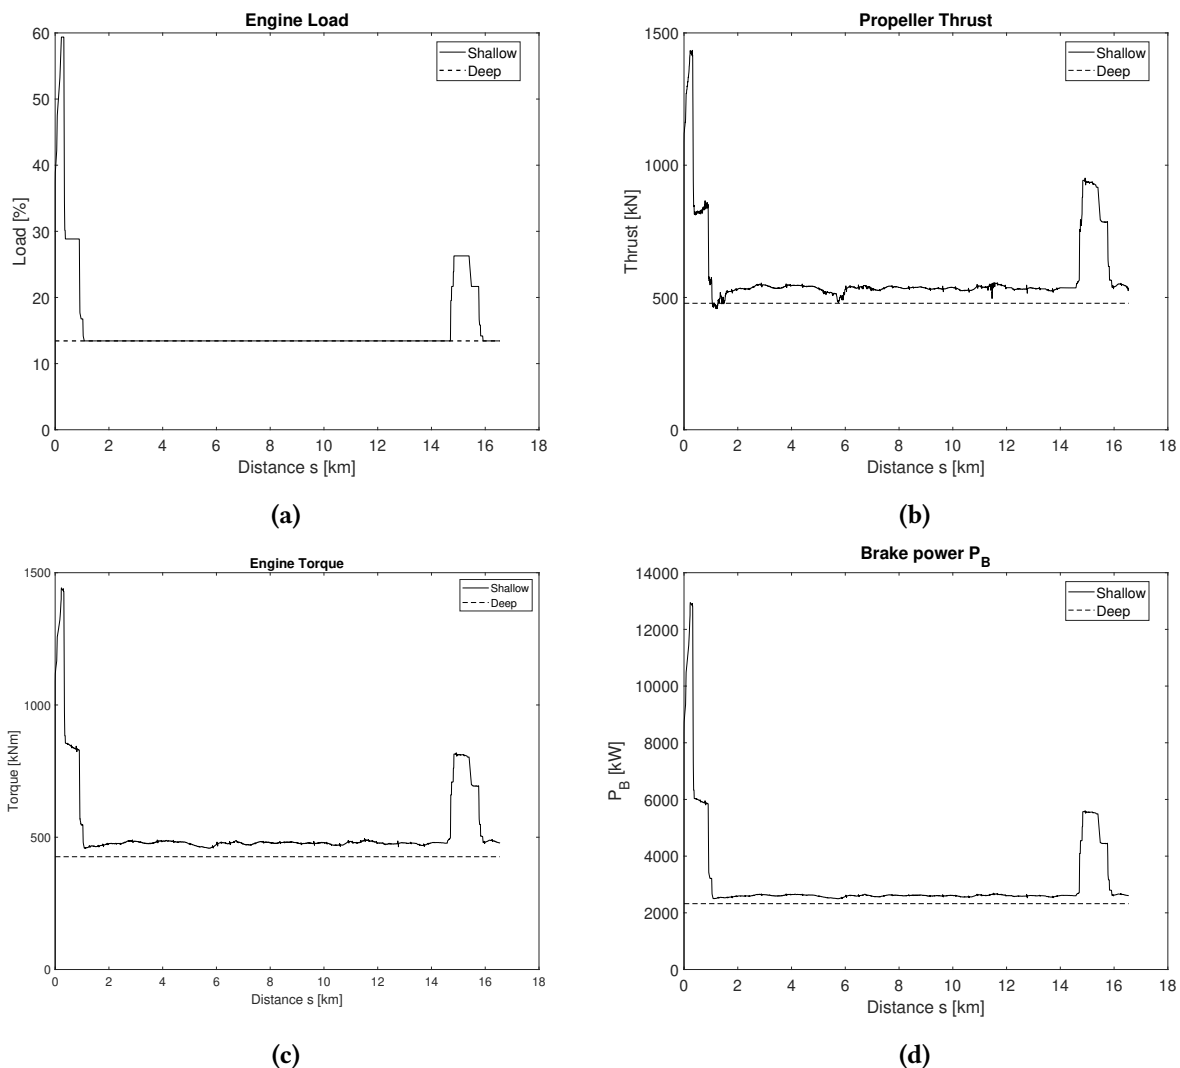 Engine Load
60
50
40
30
20
10
0
Load [%]
Shallow
Deep
0 2 4 6 8 10 12 14 16 18
Distance s [km]
(a)
Propeller Thrust
1500
1000
500
0
Thrust [kN]
Shallow
Deep
0 2 4 6 8 10 12 14 16 18
Distance s [km]
(b)
Engine Torque
1500
1000
500
0
Torque [kNm]
Shallow
Deep
0 2 4 6 8 10 12 14 16 18
Distance s [km]
(c)
Brake power P_B
14000
12000
10000
8000
6000
4000
2000
0
P_B [kW]
Shallow
Deep
0 2 4 6 8 10 12 14 16 18
Distance s [km]
(d)